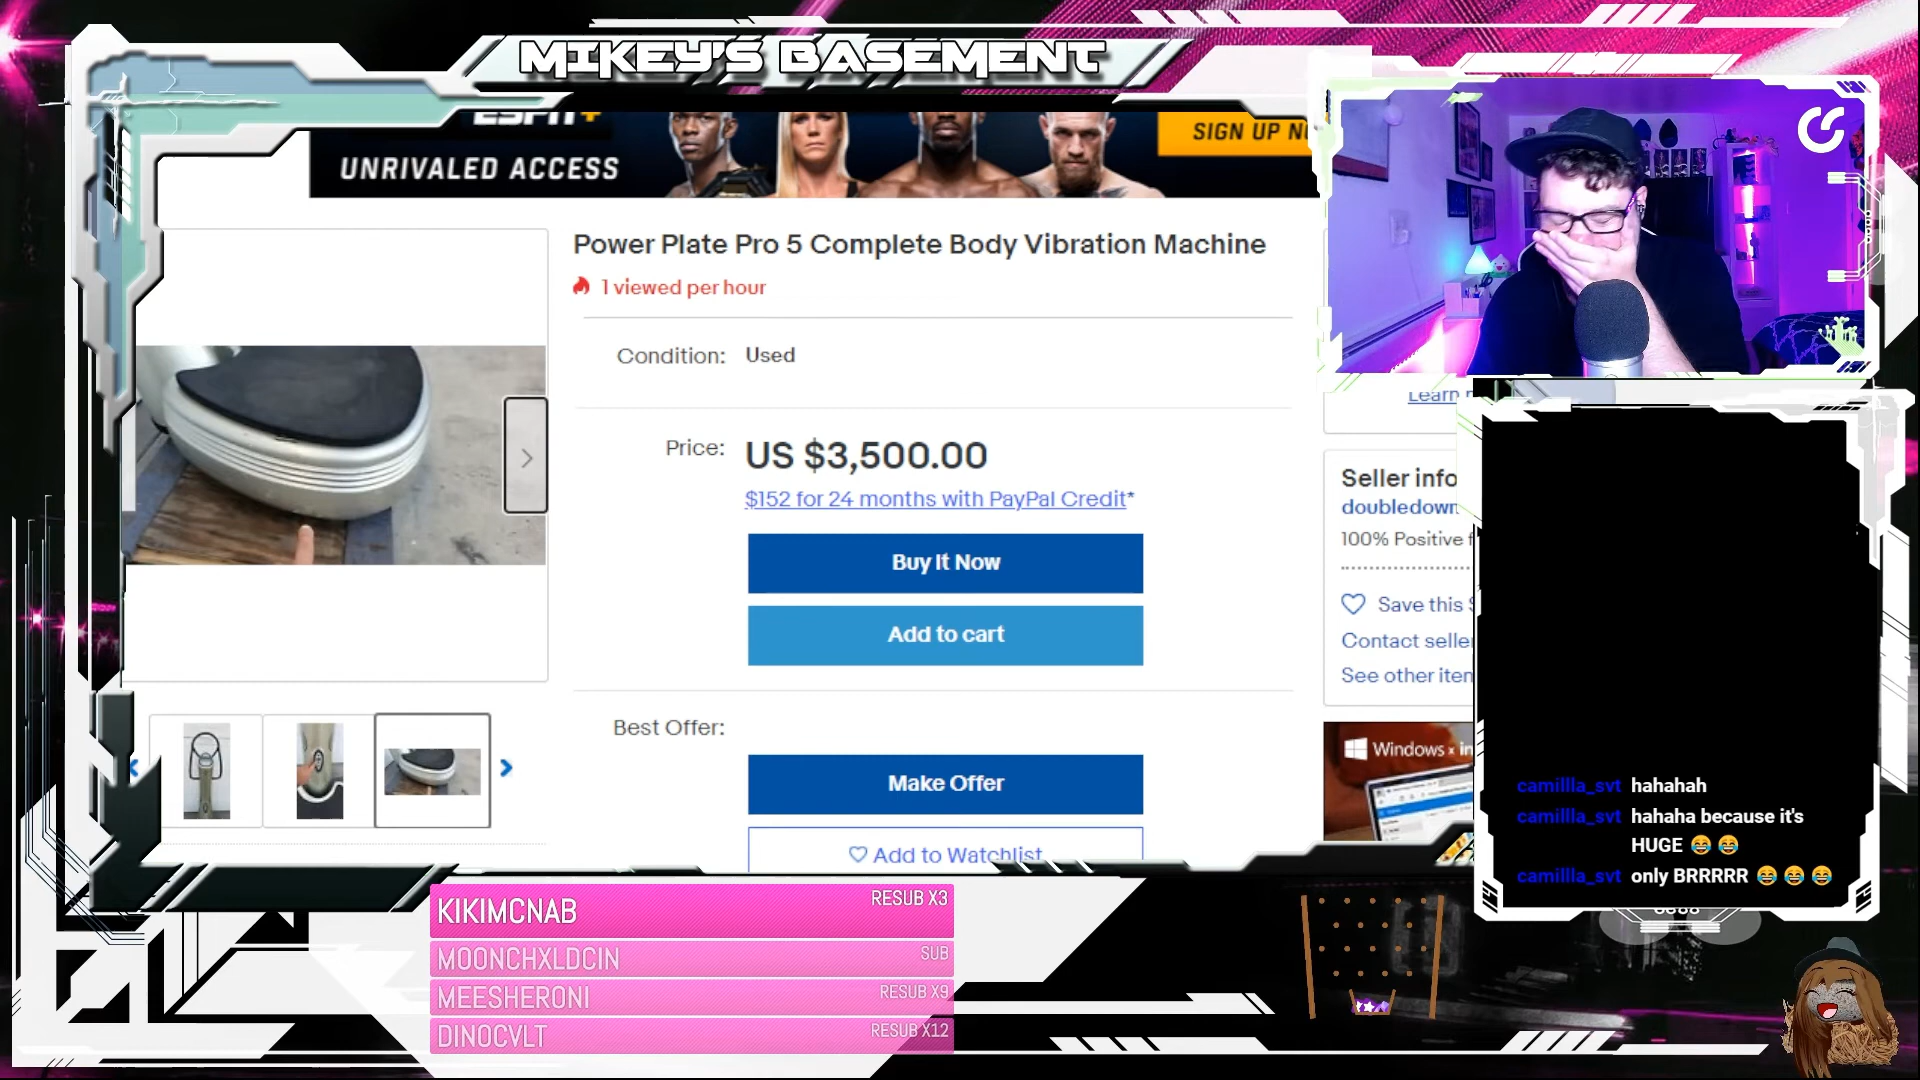 MIKEY'S BASEMENT
ESPN+
UNRIVALED ACCESS
SIGN UP
Power Plate Pro 5 Complete Body Vibration Machine
1 viewed per hour
Condition: Used
Price: US $3,500.00
$152 for 24 months with PayPal Credit*
Buy It Now
Add to cart
Best Offer:
Make Offer
Add to Watchlist
Learn
Seller info
doubledown
100% Positive
Save this
Contact seller
See other
Windows
camillla_svt hahahah
camillla_svt hahaha because it's
HUGE 😂 😂
camillla_svt only BRRRRR 😂 😂 😂
KIKIMCNAB RESUB X3
MOONCHXLDCIN SUB
MEESHERONI RESUB X9
DINOCVLT RESUB X12